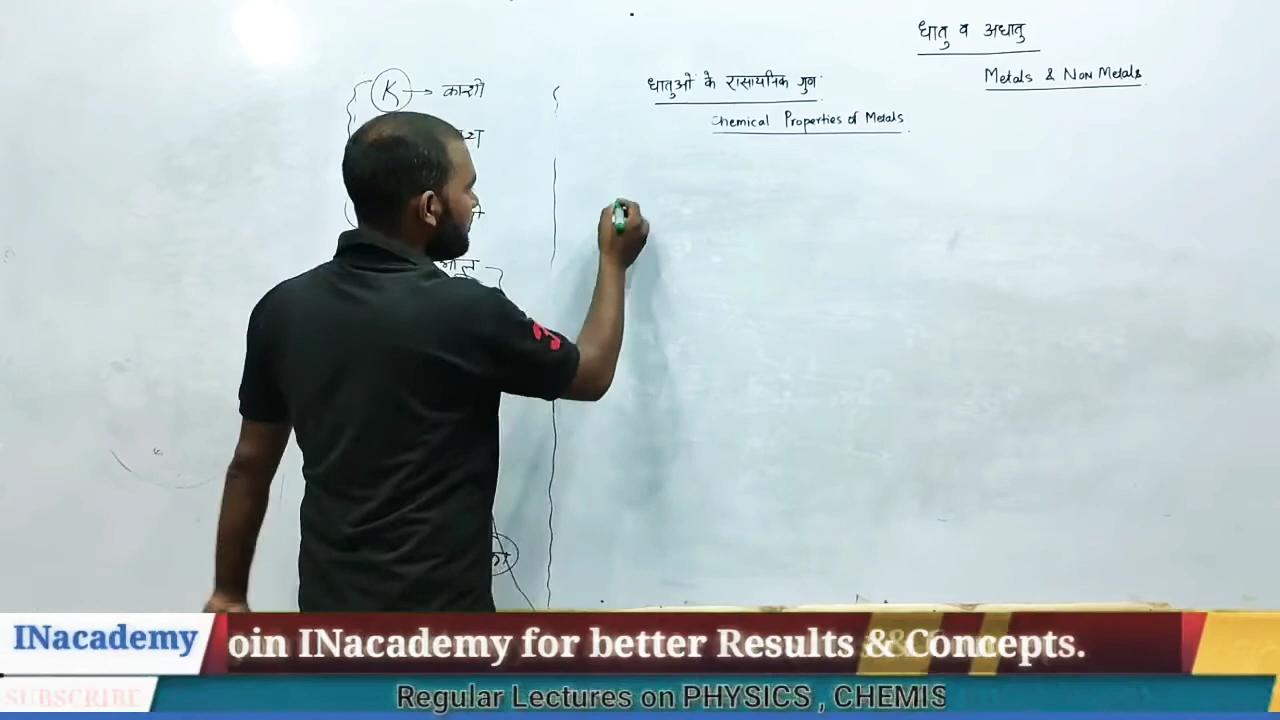 धातु व अधातु
Metals & Non Metals
धातुओं के रासायनिक गुण
Chemical Properties of Metals
K → काशी
INacademy
oin INacademy for better Results & Concepts.
SUBSCRIBE
Regular Lectures on PHYSICS , CHEMIS